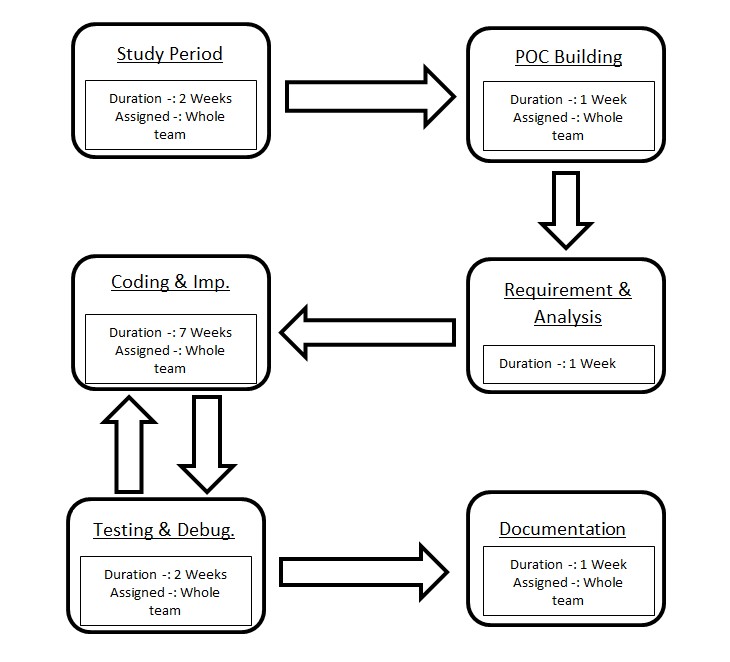 Study Period
Duration -: 2 Weeks
Assigned -: Whole
team
POC Building
Duration -: 1 Week
Assigned -: Whole
team
Requirement &
Analysis
Duration -: 1 Week
Coding & Imp.
Duration -: 7 Weeks
Assigned -: Whole
team
Testing & Debug.
Duration -: 2 Weeks
Assigned -: Whole
team
Documentation
Duration -: 1 Week
Assigned -: Whole
team